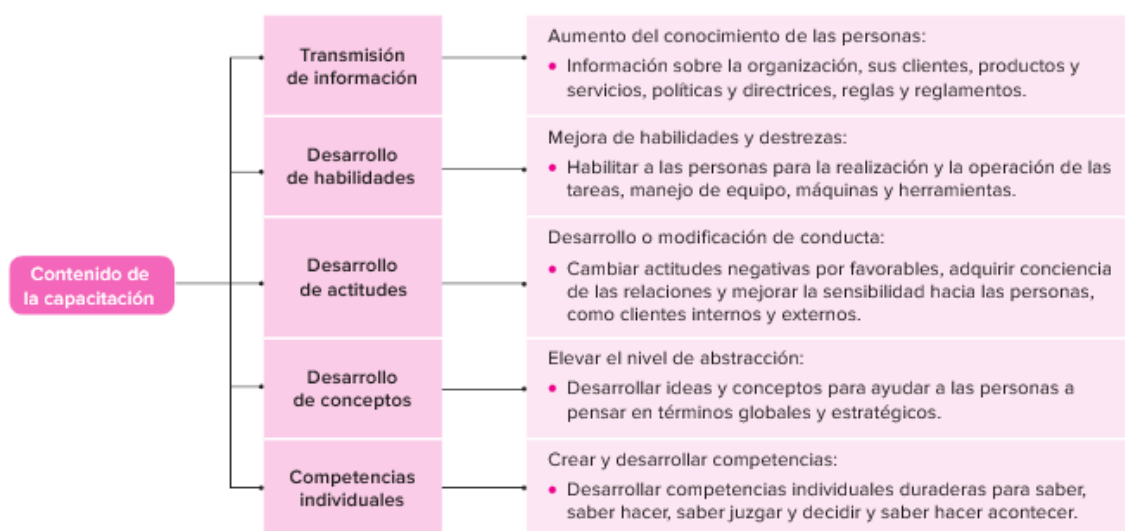 Contenido de
la capacitación
Transmisión
de información
Aumento del conocimiento de las personas:
• Información sobre la organización, sus clientes, productos y
servicios, políticas y directrices, reglas y reglamentos.
Desarrollo
de habilidades
Mejora de habilidades y destrezas:
• Habilitar a las personas para la realización y la operación de las
tareas, manejo de equipo, máquinas y herramientas.
Desarrollo
de actitudes
Desarrollo o modificación de conducta:
• Cambiar actitudes negativas por favorables, adquirir conciencia
de las relaciones y mejorar la sensibilidad hacia las personas,
como clientes internos y externos.
Desarrollo
de conceptos
Elevar el nivel de abstracción:
• Desarrollar ideas y conceptos para ayudar a las personas a
pensar en términos globales y estratégicos.
Competencias
individuales
Crear y desarrollar competencias:
• Desarrollar competencias individuales duraderas para saber,
saber hacer, saber juzgar y decidir y saber hacer acontecer.